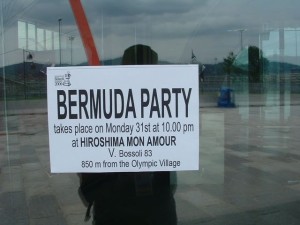 BERMUDA PARTY
takes place on Monday 31st at 10.00 pm
at HIROSHIMA MON AMOUR
V. Bossoli 83
850 m from the Olympic Village